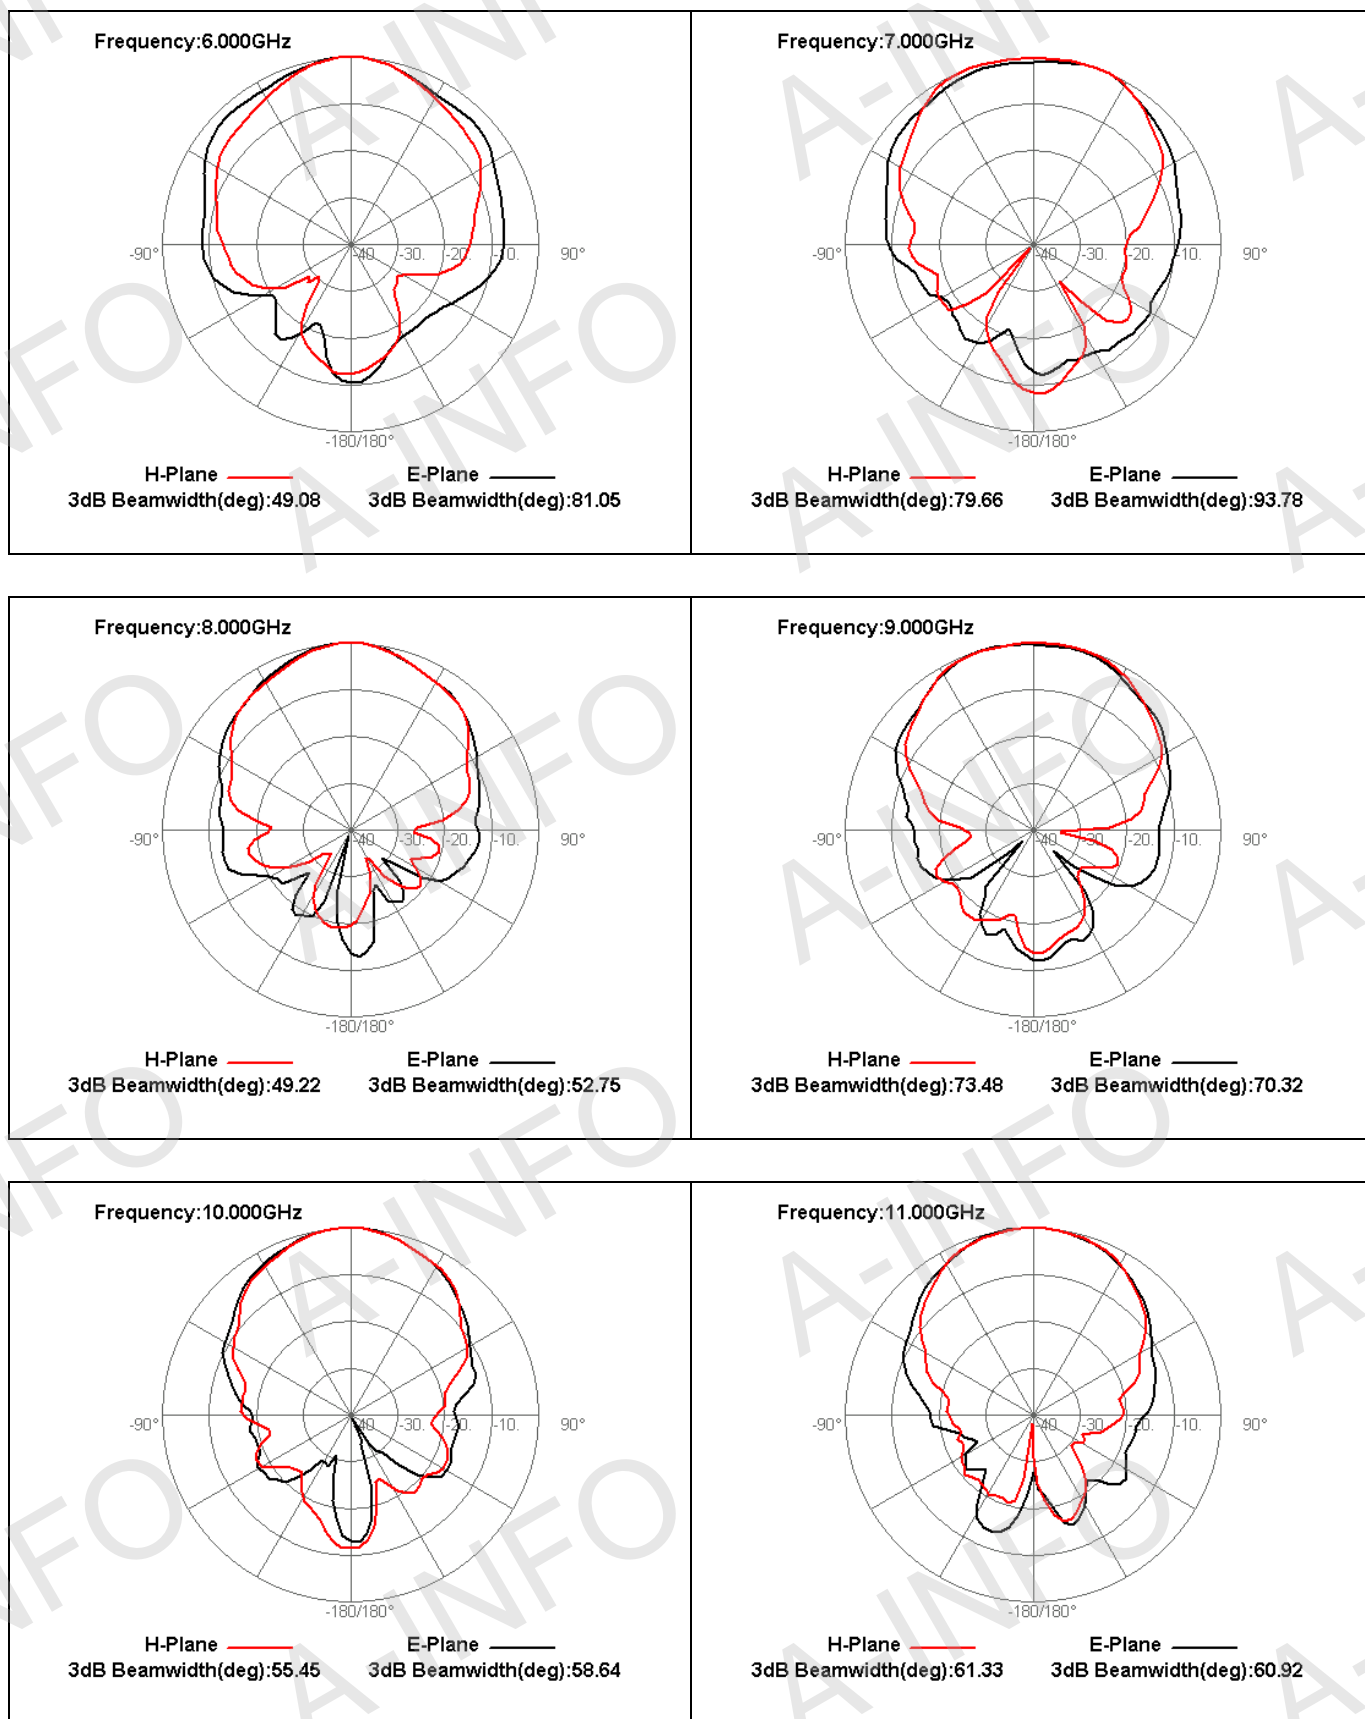 Frequency:6.000GHz
-90° -40 -30. -20. -10. 90°
-180/180°
H-Plane E-Plane
3dB Beamwidth(deg):49.08 3dB Beamwidth(deg):81.05
Frequency:7.000GHz
-90° -40 -30. -20. -10. 90°
-180/180°
H-Plane E-Plane
3dB Beamwidth(deg):79.66 3dB Beamwidth(deg):93.78
Frequency:8.000GHz
-90° -40 -30. -20. -10. 90°
-180/180°
H-Plane E-Plane
3dB Beamwidth(deg):49.22 3dB Beamwidth(deg):52.75
Frequency:9.000GHz
-90° -40 -30. -20. -10. 90°
-180/180°
H-Plane E-Plane
3dB Beamwidth(deg):73.48 3dB Beamwidth(deg):70.32
Frequency:10.000GHz
-90° -40 -30. -20. -10. 90°
-180/180°
H-Plane E-Plane
3dB Beamwidth(deg):55.45 3dB Beamwidth(deg):58.64
Frequency:11.000GHz
-90° -40 -30. -20. -10. 90°
-180/180°
H-Plane E-Plane
3dB Beamwidth(deg):61.33 3dB Beamwidth(deg):60.92
A-INFO
A-INFO
A-INFO
A-INFO
A-INFO
A-INFO
A-INFO
A-INFO